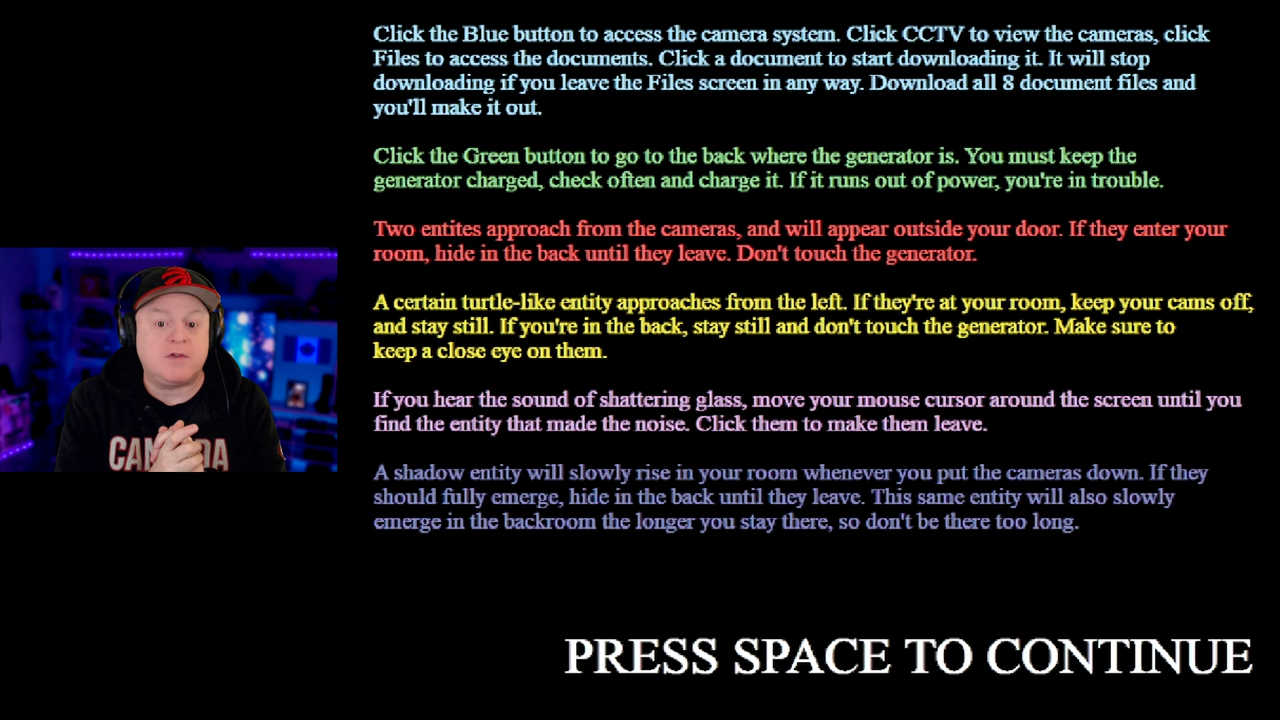 Click the Blue button to access the camera system. Click CCTV to view the cameras, click
Files to access the documents. Click a document to start downloading it. It will stop
downloading if you leave the Files screen in any way. Download all 8 document files and
you'll make it out.
Click the Green button to go to the back where the generator is. You must keep the
generator charged, check often and charge it. If it runs out of power, you're in trouble.
Two entites approach from the cameras, and will appear outside your door. If they enter your
room, hide in the back until they leave. Don't touch the generator.
A certain turtle-like entity approaches from the left. If they're at your room, keep your cams off,
and stay still. If you're in the back, stay still and don't touch the generator. Make sure to
keep a close eye on them.
If you hear the sound of shattering glass, move your mouse cursor around the screen until you
find the entity that made the noise. Click them to make them leave.
A shadow entity will slowly rise in your room whenever you put the cameras down. If they
should fully emerge, hide in the back until they leave. This same entity will also slowly
emerge in the backroom the longer you stay there, so don't be there too long.
PRESS SPACE TO CONTINUE